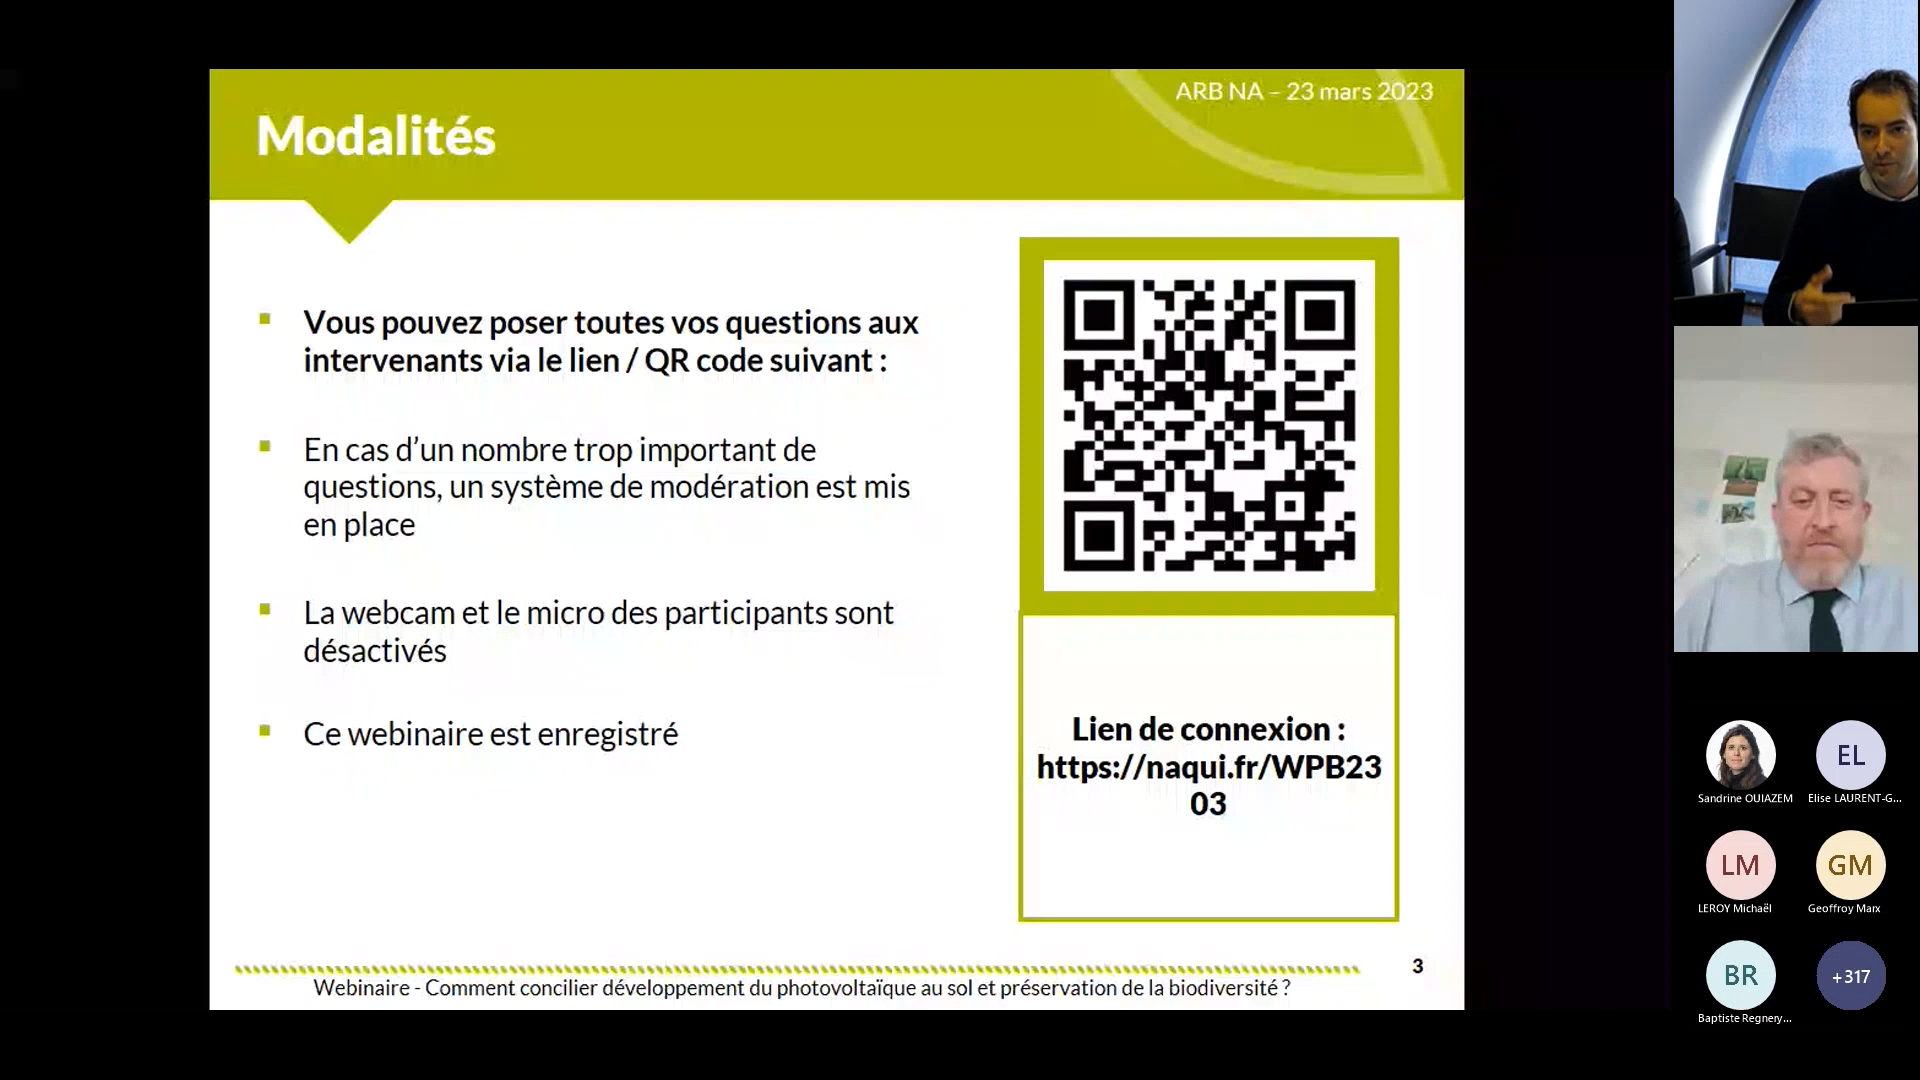 ARB NA – 23 mars 2023
Modalités
Vous pouvez poser toutes vos questions aux
intervenants via le lien / QR code suivant :
En cas d’un nombre trop important de
questions, un système de modération est mis
en place
La webcam et le micro des participants sont
désactivés
Ce webinaire est enregistré
Lien de connexion :
https://naqui.fr/WPB23
03
3
Webinaire - Comment concilier développement du photovoltaïque au sol et préservation de la biodiversité ?
Sandrine OUIAZEM
EL
Elise LAURENT-G...
LM
LEROY Michaël
GM
Geoffroy Marx
BR
Baptiste Regnery...
+317